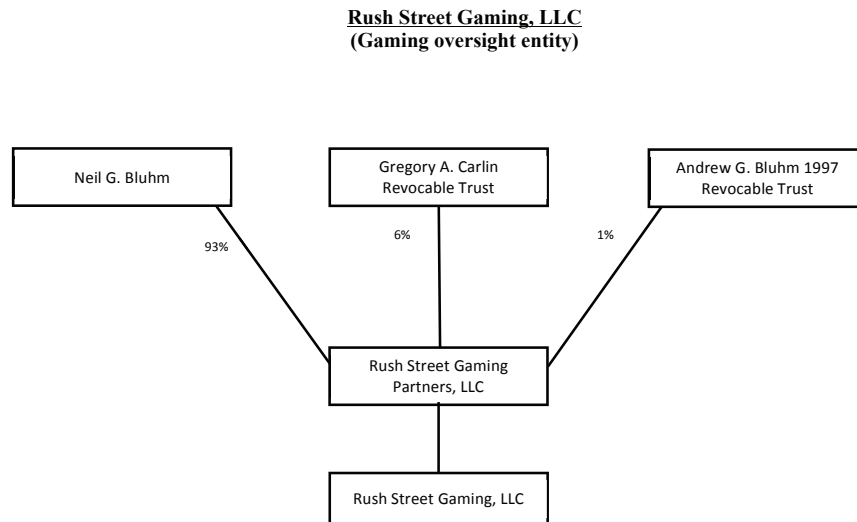 Rush Street Gaming, LLC
(Gaming oversight entity)
Neil G. Bluhm
Gregory A. Carlin
Revocable Trust
Andrew G. Bluhm 1997
Revocable Trust
93%
6%
1%
Rush Street Gaming
Partners, LLC
Rush Street Gaming, LLC